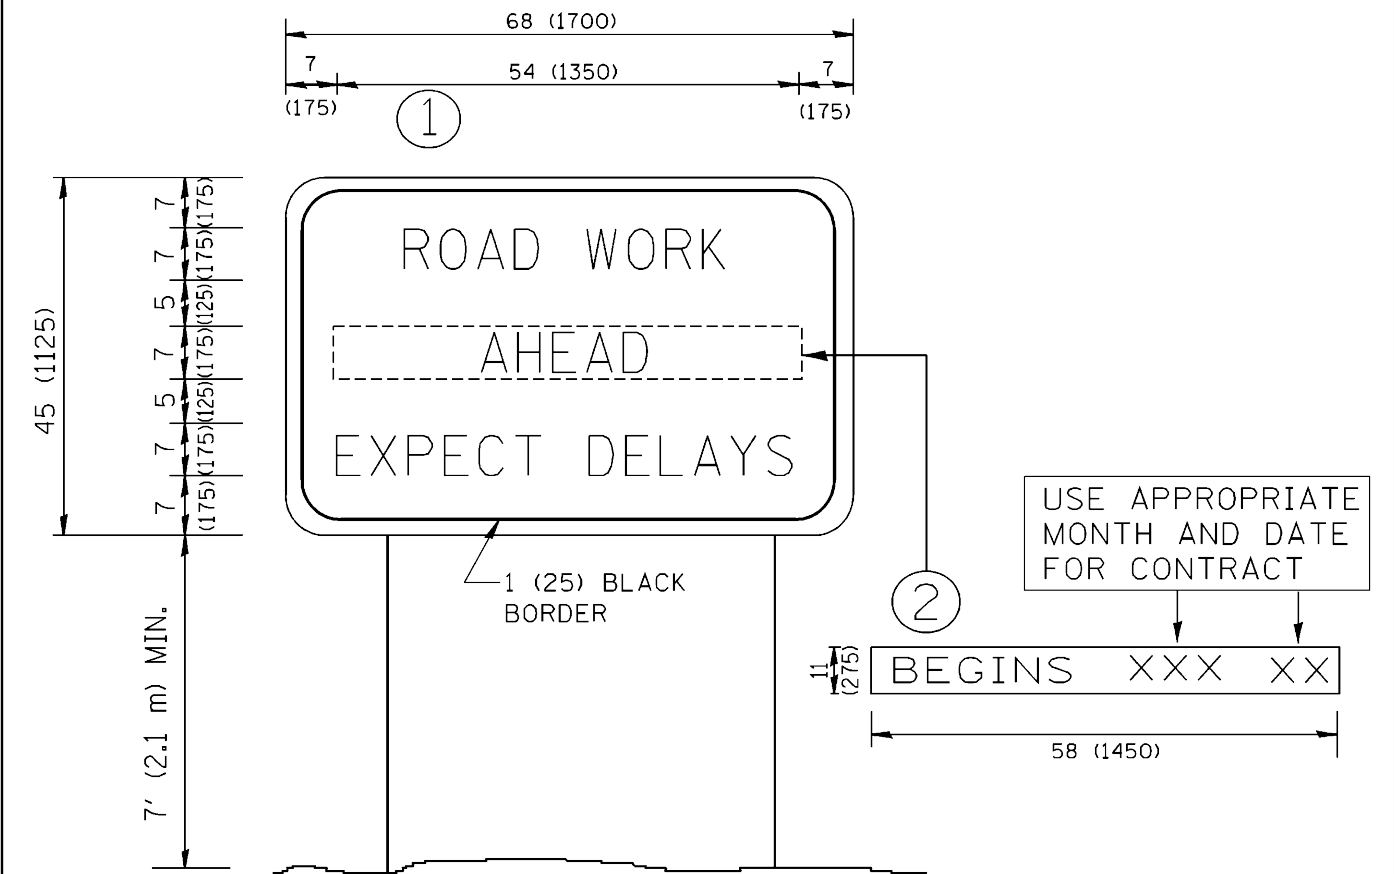 68 (1700)
7
54 (1350)
7
(175)
(175)
1
7
(175)
7
(175)
5
(125)
7
(175)
5
(125)
7
(175)
7
(175)
45 (1125)
ROAD WORK
AHEAD
EXPECT DELAYS
1 (25) BLACK
BORDER
7' (2.1 m) MIN.
USE APPROPRIATE
MONTH AND DATE
FOR CONTRACT
2
11
(275)
BEGINS XXX XX
58 (1450)